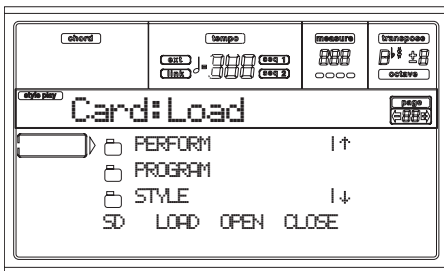 chord tempo measure transpose
ext seq 1
link seq 2
octave
style play
Card:Load page
PERFORM
PROGRAM
STYLE
SD LOAD OPEN CLOSE